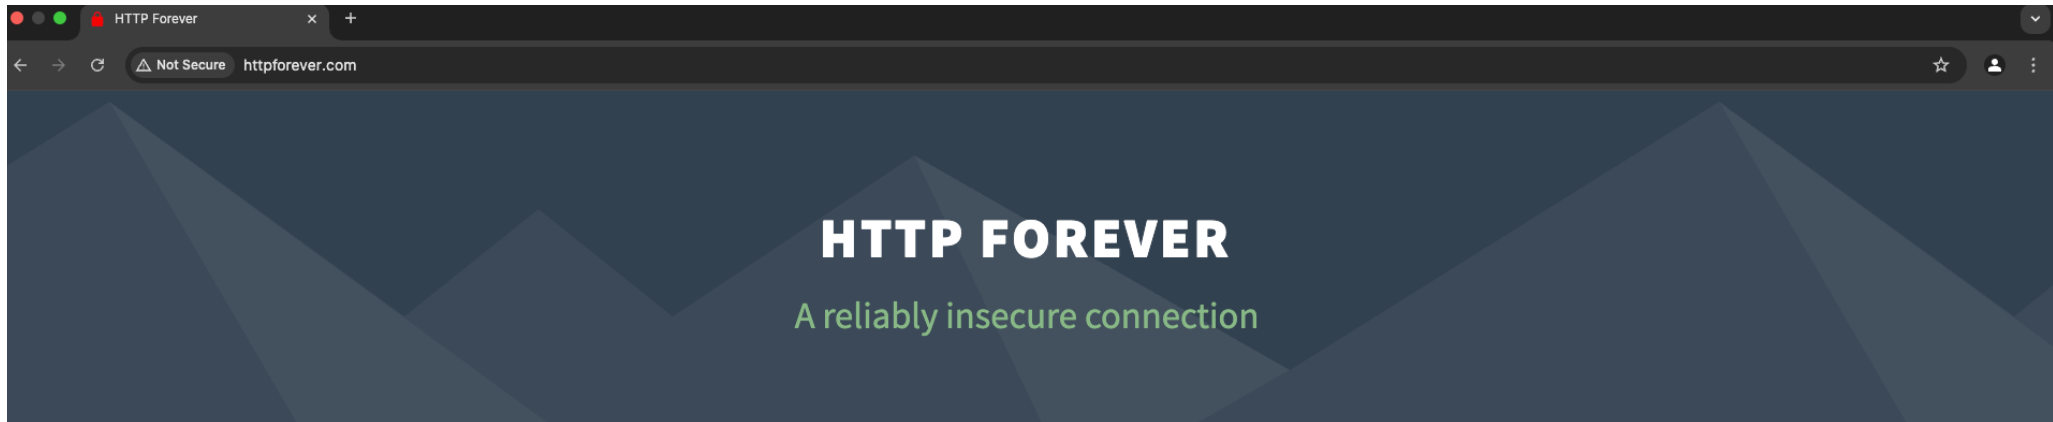 HTTP Forever
Not Secure httpforever.com
HTTP FOREVER
A reliably insecure connection